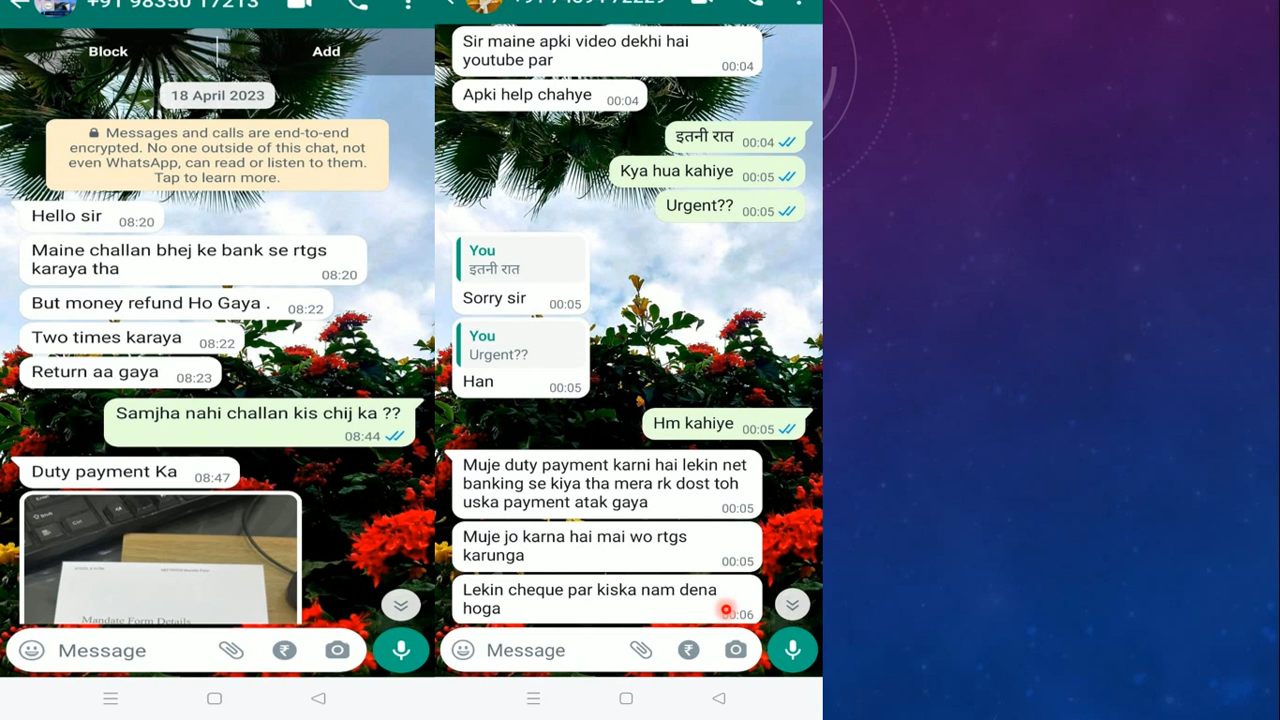 +91 98350 17213
Block
Add
18 April 2023
Messages and calls are end-to-end
encrypted. No one outside of this chat, not
even WhatsApp, can read or listen to them.
Tap to learn more.
Hello sir 08:20
Maine challan bhej ke bank se rtgs
karaya tha 08:20
But money refund Ho Gaya . 08:22
Two times karaya 08:22
Return aa gaya 08:23
Samjha nahi challan kis chij ka ??
08:44
Duty payment Ka 08:47
Mandate Form Details
Message
Sir maine apki video dekhi hai
youtube par 00:04
Apki help chahye 00:04
इतनी रात 00:04
Kya hua kahiye 00:05
Urgent?? 00:05
You
इतनी रात
Sorry sir 00:05
You
Urgent??
Han 00:05
Hm kahiye 00:05
Muje duty payment karni hai lekin net
banking se kiya tha mera rk dost toh
uska payment atak gaya 00:05
Muje jo karna hai mai wo rtgs
karunga 00:05
Lekin cheque par kiska nam dena
hoga
Message